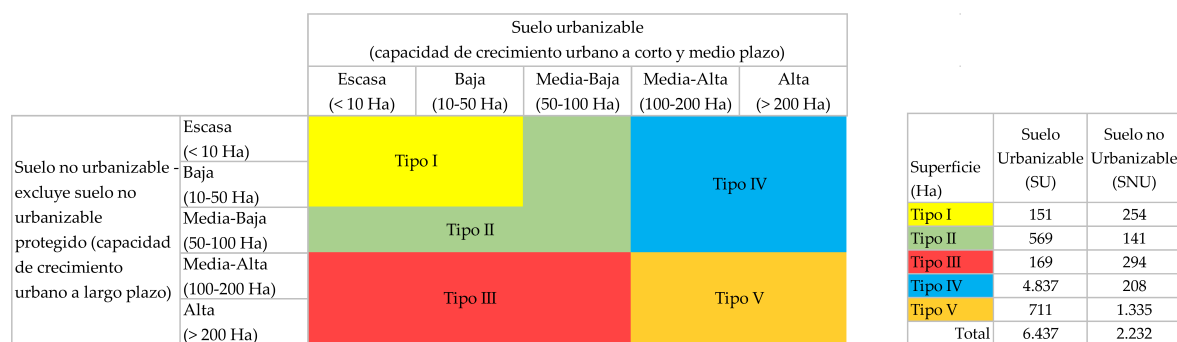 Suelo urbanizable
(capacidad de crecimiento urbano a corto y medio plazo)
Escasa Baja Media-Baja Media-Alta Alta
(< 10 Ha) (10-50 Ha) (50-100 Ha) (100-200 Ha) (> 200 Ha)
Suelo no urbanizable -
excluye suelo no
urbanizable
protegido (capacidad
de crecimiento
urbano a largo plazo)
Escasa
(< 10 Ha)
Baja
(10-50 Ha)
Media-Baja
(50-100 Ha)
Media-Alta
(100-200 Ha)
Alta
(> 200 Ha)
Tipo I
Tipo IV
Tipo II
Tipo III
Tipo V
Superficie
(Ha)
Suelo
Urbanizable
(SU)
Suelo no
Urbanizable
(SNU)
Tipo I 151 254
Tipo II 569 141
Tipo III 169 294
Tipo IV 4.837 208
Tipo V 711 1.335
Total 6.437 2.232